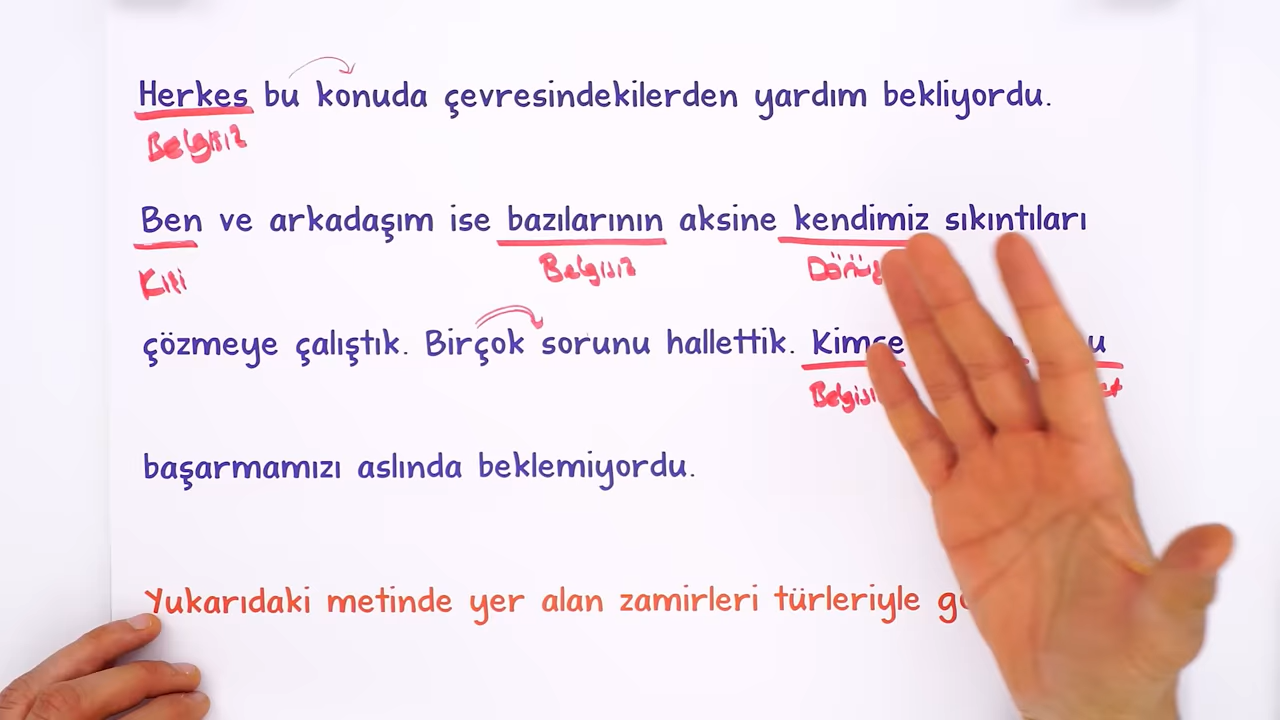 Herkes bu konuda çevresindekilerden yardım bekliyordu.
Belgisiz
Ben ve arkadaşım ise bazılarının aksine kendimiz sıkıntıları
Kişi Belgisiz
çözmeye çalıştık. Birçok sorunu hallettik. Kimse
başarmamızı aslında beklemiyordu.
Yukarıdaki metinde yer alan zamirleri türleriyle